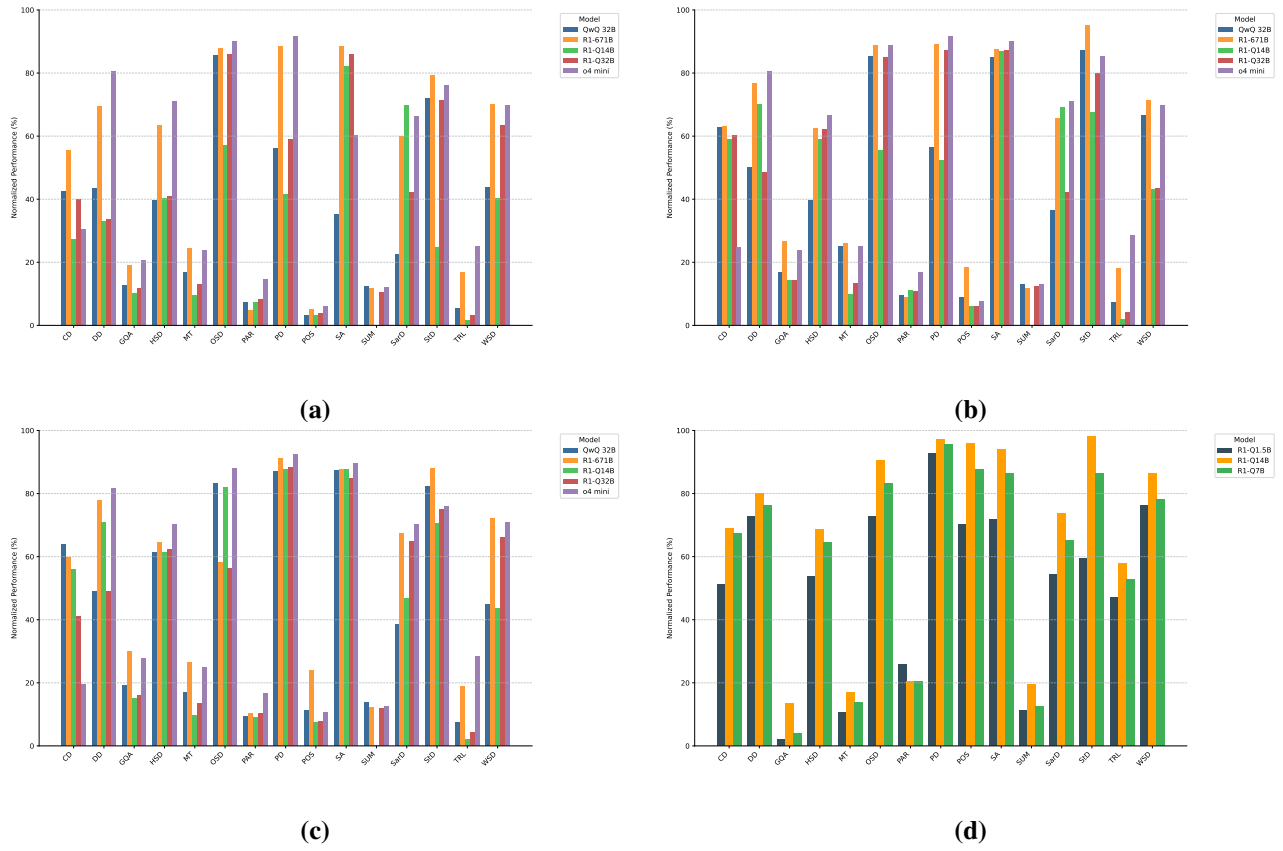 100
80
60
40
20
0
Normalized Performance (%)
CD
DD
GQA
HSD
MT
OSD
PAR
PD
POS
SA
SUM
SarD
StD
TRL
WSD
Model
QwQ 32B
R1-671B
R1-Q14B
R1-Q32B
o4 mini
(a)
100
80
60
40
20
0
Normalized Performance (%)
CD
DD
GQA
HSD
MT
OSD
PAR
PD
POS
SA
SUM
SarD
StD
TRL
WSD
Model
QwQ 32B
R1-671B
R1-Q14B
R1-Q32B
o4 mini
(b)
100
80
60
40
20
0
Normalized Performance (%)
CD
DD
GQA
HSD
MT
OSD
PAR
PD
POS
SA
SUM
SarD
StD
TRL
WSD
Model
QwQ 32B
R1-671B
R1-Q14B
R1-Q32B
o4 mini
(c)
100
80
60
40
20
0
Normalized Performance (%)
CD
DD
GQA
HSD
MT
OSD
PAR
PD
POS
SA
SUM
SarD
StD
TRL
WSD
Model
R1-Q1.5B
R1-Q14B
R1-Q7B
(d)